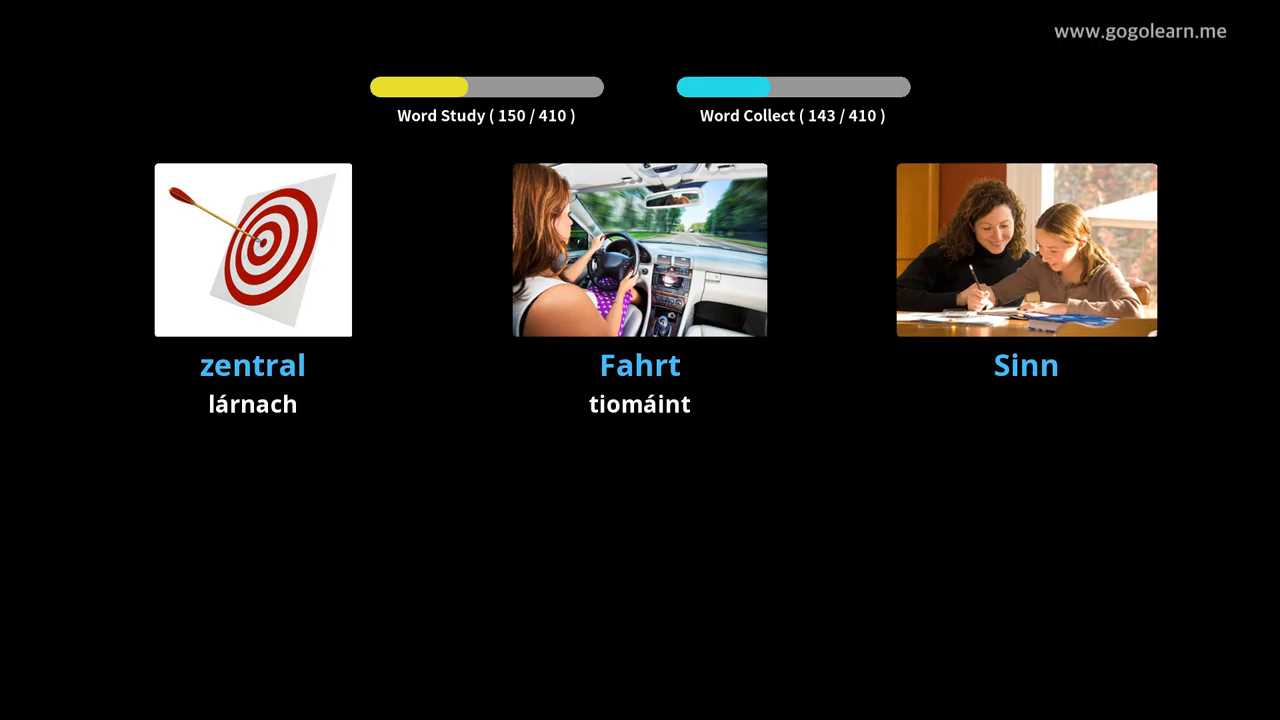 www.gogolearn.me
Word Study ( 150 / 410 )
Word Collect ( 143 / 410 )
zentral
lárnach
Fahrt
tiomáint
Sinn